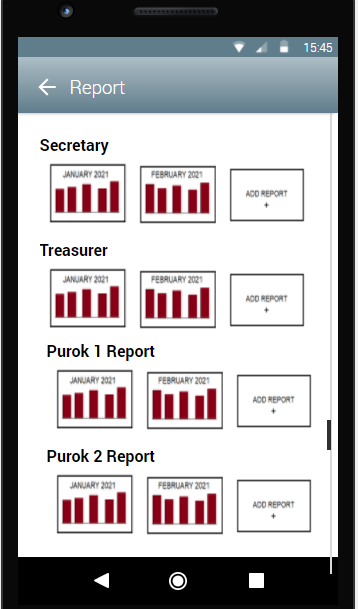 15:45
Report
Secretary
JANUARY 2021 FEBRUARY 2021 ADD REPORT
+
Treasurer
JANUARY 2021 FEBRUARY 2021 ADD REPORT
+
Purok 1 Report
JANUARY 2021 FEBRUARY 2021 ADD REPORT
+
Purok 2 Report
JANUARY 2021 FEBRUARY 2021 ADD REPORT
+